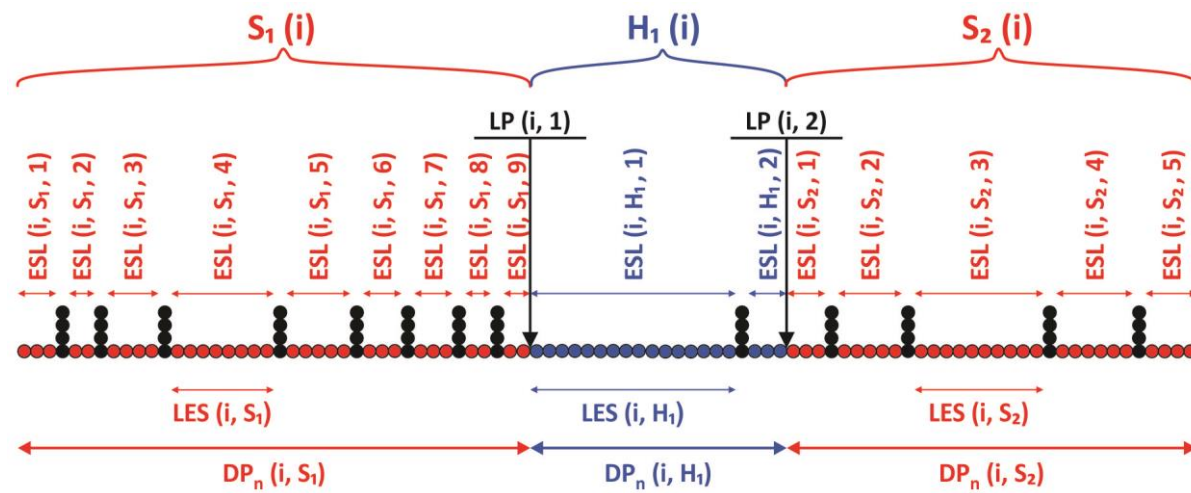 S₁ (i)
H₁ (i)
S₂ (i)
LP (i, 1)
LP (i, 2)
ESL (i, S₁, 1)
ESL (i, S₁, 2)
ESL (i, S₁, 3)
ESL (i, S₁, 4)
ESL (i, S₁, 5)
ESL (i, S₁, 6)
ESL (i, S₁, 7)
ESL (i, S₁, 8)
ESL (i, S₁, 9)
ESL (i, H₁, 1)
ESL (i, H₁, 2)
ESL (i, S₂, 1)
ESL (i, S₂, 2)
ESL (i, S₂, 3)
ESL (i, S₂, 4)
ESL (i, S₂, 5)
LES (i, S₁)
LES (i, H₁)
LES (i, S₂)
DPₙ (i, S₁)
DPₙ (i, H₁)
DPₙ (i, S₂)